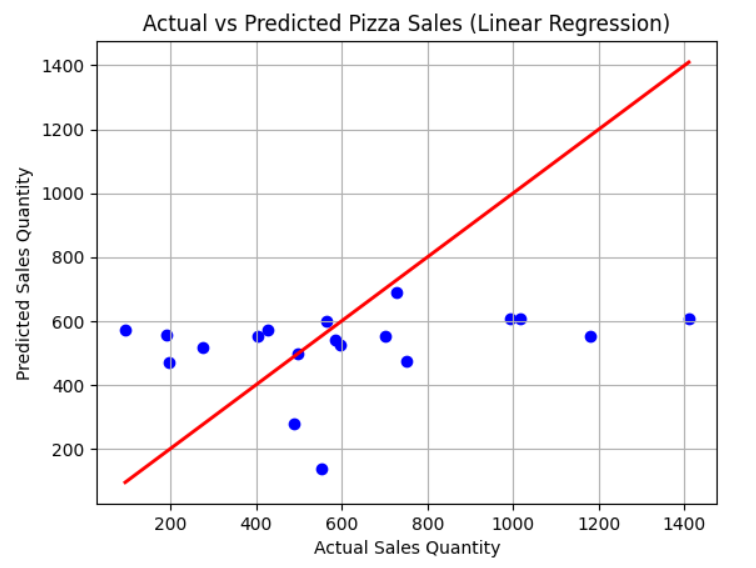 Actual vs Predicted Pizza Sales (Linear Regression)
1400
1200
1000
800
600
400
200
Predicted Sales Quantity
200 400 600 800 1000 1200 1400
Actual Sales Quantity